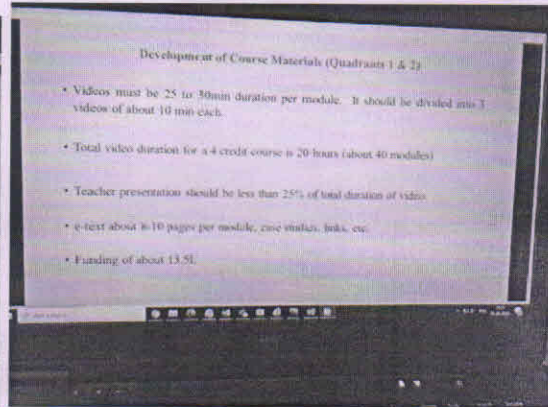 Development of Course Materials (Quadrants 1 & 2)
• Videos must be 25 to 30min duration per module. It should be divided into 3
videos of about 10 min each.
• Total video duration for a 4 credit course is 20 hours (about 40 modules)
• Teacher presentation should be less than 25% of total duration of video
• e-text about 8-10 pages per module, case studies, links, etc.
• Funding of about 13.5L